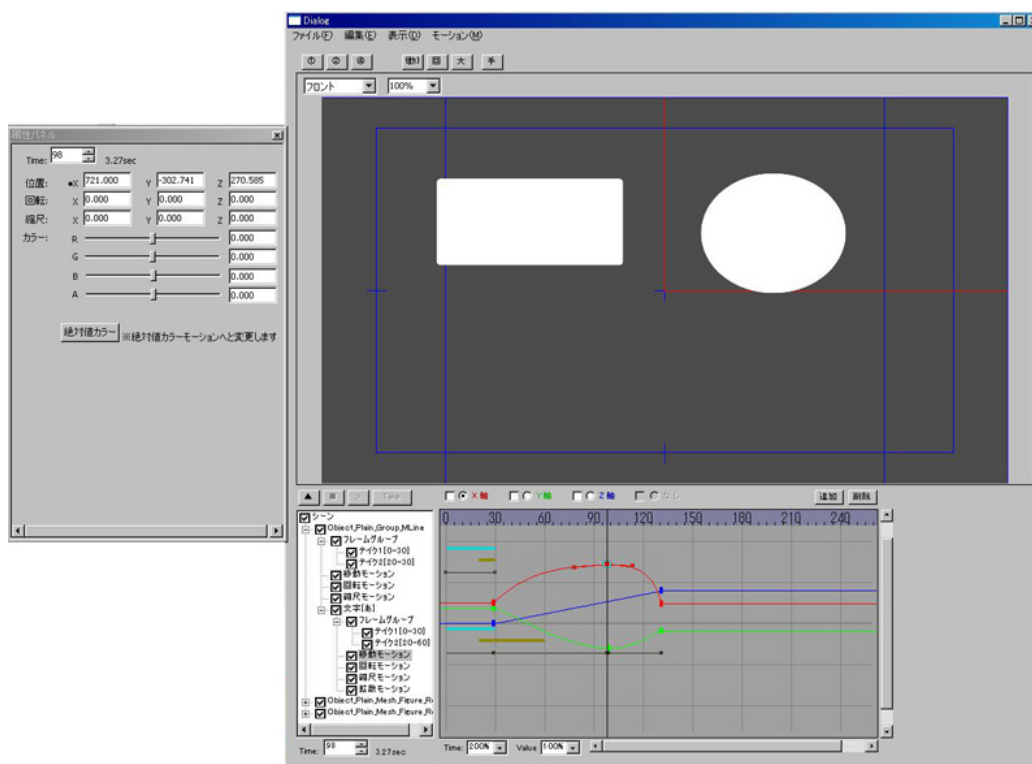 Dialog
ファイル(F) 編集(E) 表示(D) モーション(M)
① ②
大 手
フロント 100%
属性パネル
Time: 98 3.27sec
位置: X 721.000 Y -302.741 Z 270.585
回転: X 0.000 Y 0.000 Z 0.000
縮尺: X 0.000 Y 0.000 Z 0.000
カラー: R 0.000
G 0.000
B 0.000
A 0.000
絶対値カラー ※絶対値カラーモーションへと変更します
Take X軸 Y軸 Z軸 なし 追加 削除
シーン
Object_Plain_Group_MLine
フレームグループ
テイク1[0-30]
テイク2[20-30]
移動モーション
回転モーション
縮尺モーション
文字[あ]
フレームグループ
テイク1[0-30]
テイク2[20-60]
移動モーション
回転モーション
縮尺モーション
拡散モーション
Object_Plain_Mesh_Figure_R
Object_Plain_Mesh_Figure_R
0 30 60 90 120 150 180 210 240
Time: 98 3.27sec
Time: 200% Value 100%